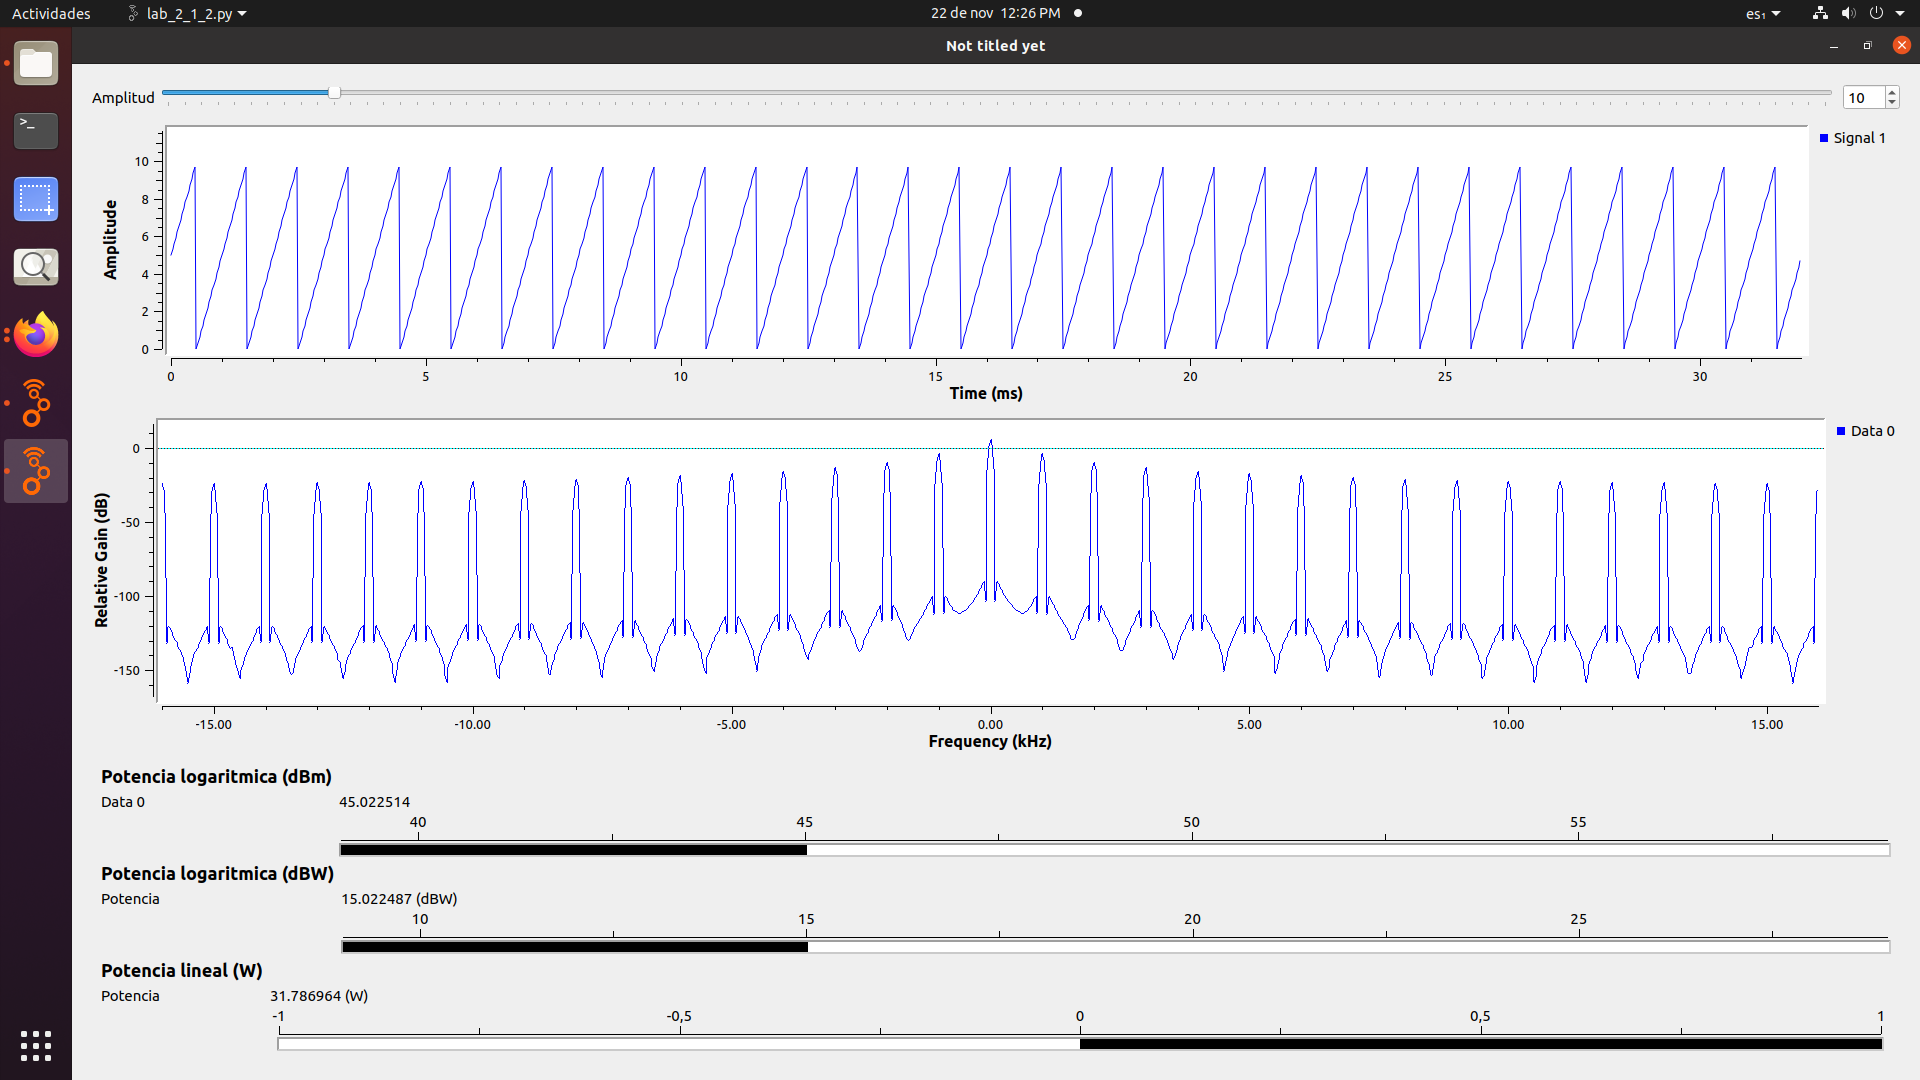 Actividades lab_2_1_2.py 22 de nov 12:26 PM es₁
Not titled yet
Amplitud 10
Signal 1
Amplitude
10
8
6
4
2
0
0 5 10 15 20 25 30
Time (ms)
Data 0
Relative Gain (dB)
0
-50
-100
-150
-15.00 -10.00 -5.00 0.00 5.00 10.00 15.00
Frequency (kHz)
Potencia logaritmica (dBm)
Data 0 45.022514
40 45 50 55
Potencia logaritmica (dBW)
Potencia 15.022487 (dBW)
10 15 20 25
Potencia lineal (W)
Potencia 31.786964 (W)
-1 -0,5 0 0,5 1